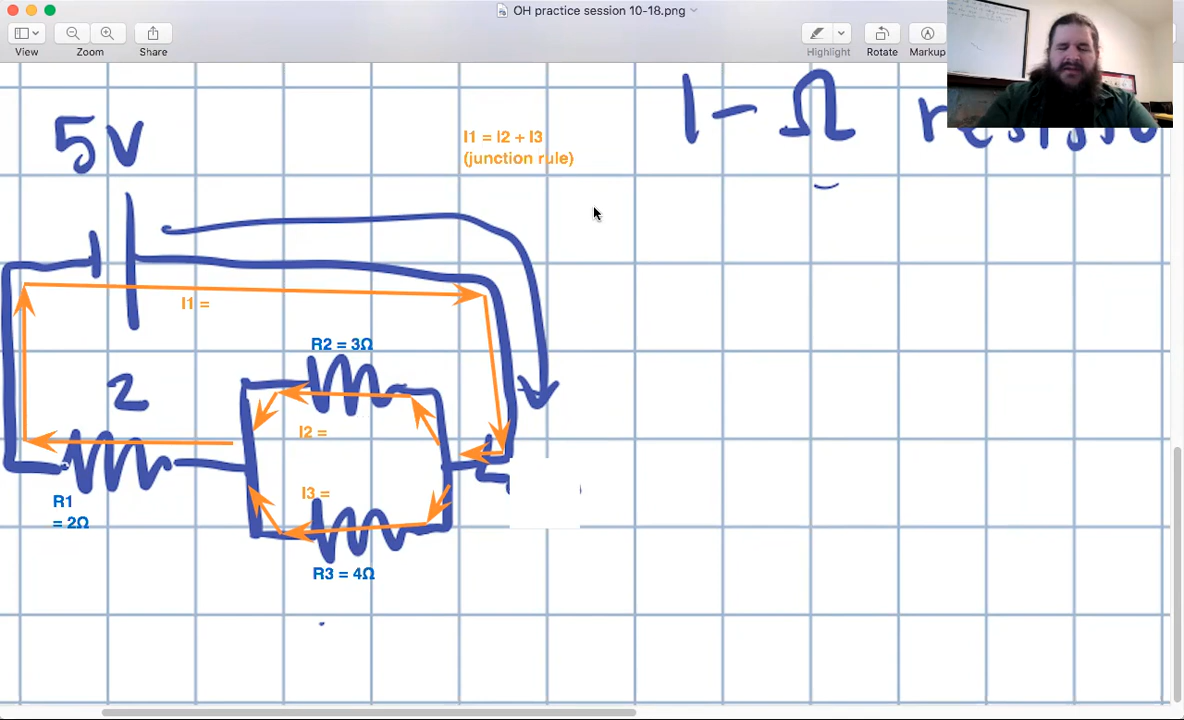 OH practice session 10-18.png
View
Zoom
Share
Highlight
Rotate
Markup
1-Ω
5V
I1 = I2 + I3
(junction rule)
I1 =
R2 = 3Ω
2
I2 =
I3 =
R1
= 2Ω
R3 = 4Ω